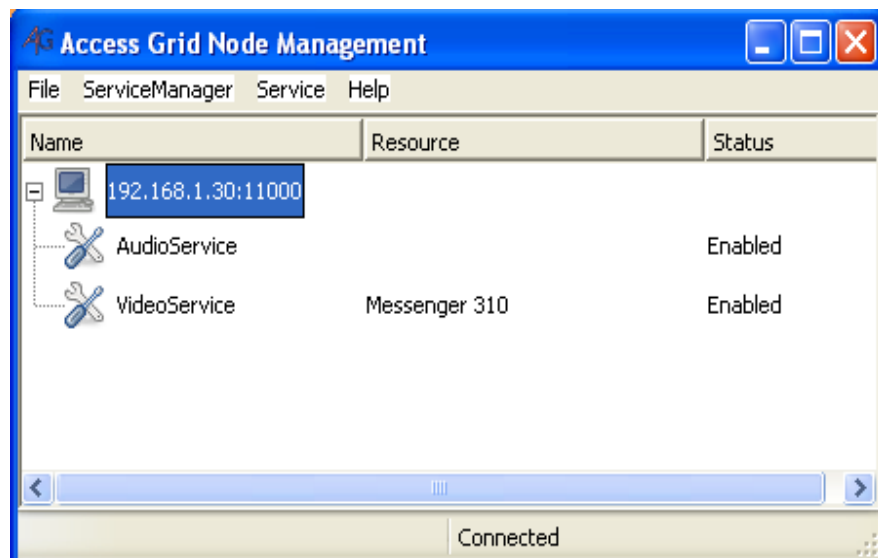 AG Access Grid Node Management
File ServiceManager Service Help
Name Resource Status
192.168.1.30:11000
AudioService Enabled
VideoService Messenger 310 Enabled
Connected